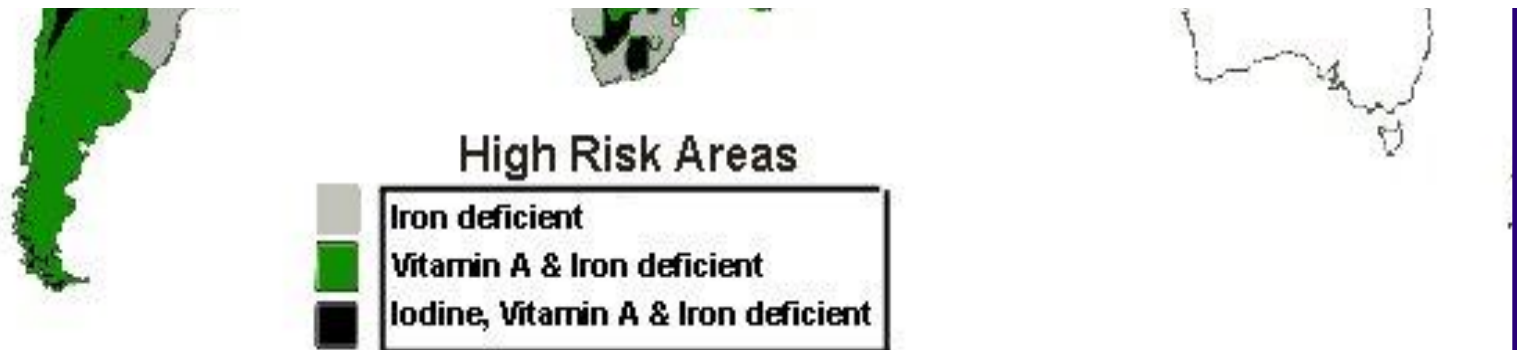 High Risk Areas
Iron deficient
Vitamin A & Iron deficient
Iodine, Vitamin A & Iron deficient